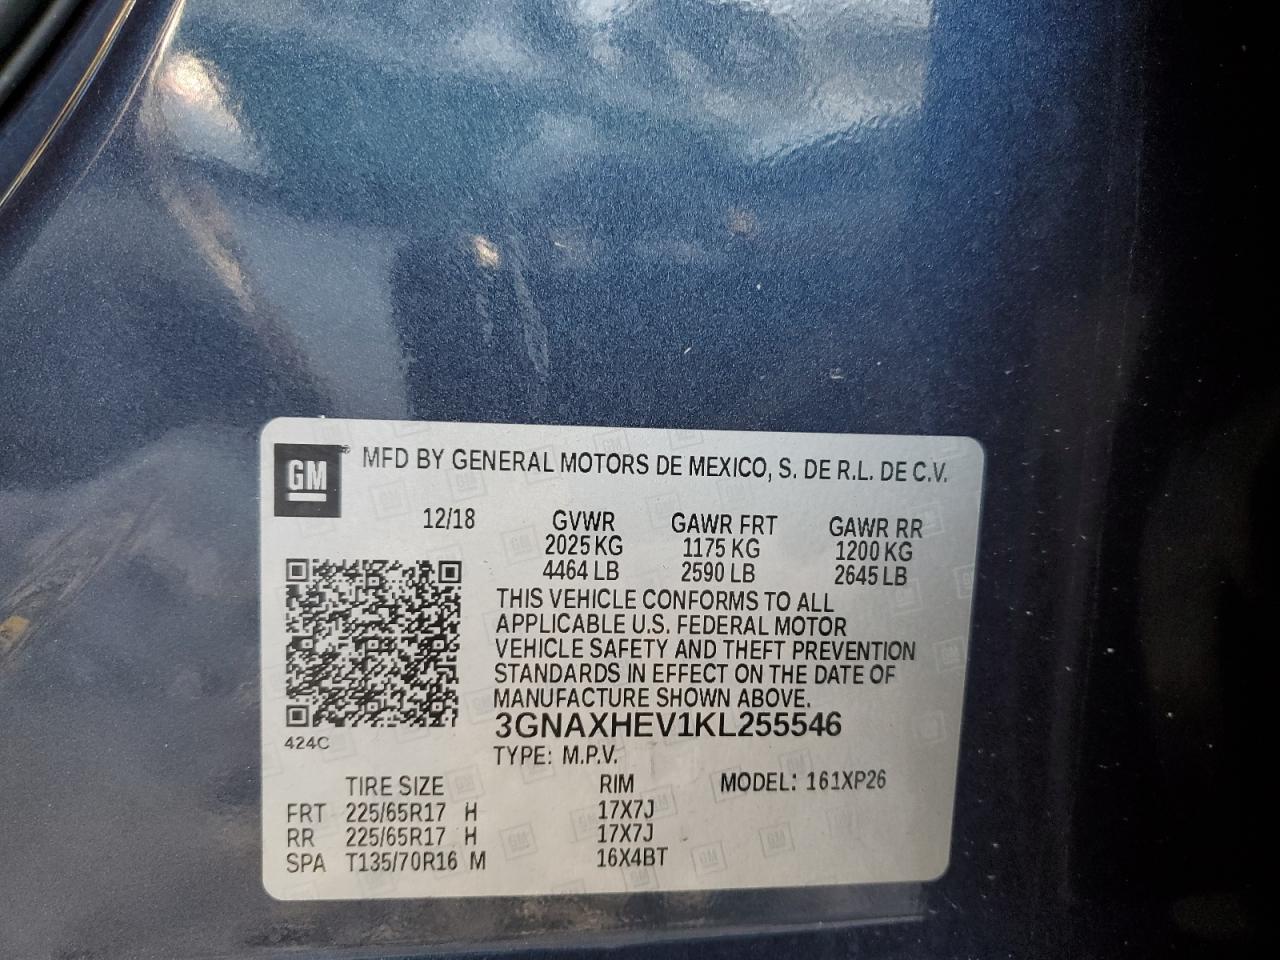 GM
MFD BY GENERAL MOTORS DE MEXICO, S. DE R.L. DE C.V.
12/18 GVWR GAWR FRT GAWR RR
2025 KG 1175 KG 1200 KG
4464 LB 2590 LB 2645 LB
THIS VEHICLE CONFORMS TO ALL
APPLICABLE U.S. FEDERAL MOTOR
VEHICLE SAFETY AND THEFT PREVENTION
STANDARDS IN EFFECT ON THE DATE OF
MANUFACTURE SHOWN ABOVE.
3GNAXHEV1KL255546
424C
TYPE: M.P.V.
TIRE SIZE RIM MODEL: 161XP26
FRT 225/65R17 H 17X7J
RR 225/65R17 H 17X7J
SPA T135/70R16 M 16X4BT